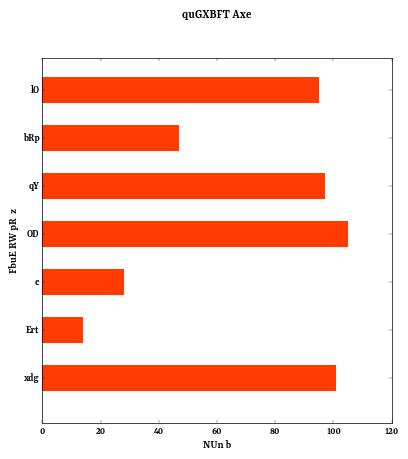 quGXBFT Axe
lO
bRp
qY
OD
c
Ert
xdg
FbuE RW pR z
0 20 40 60 80 100 120
NUn b